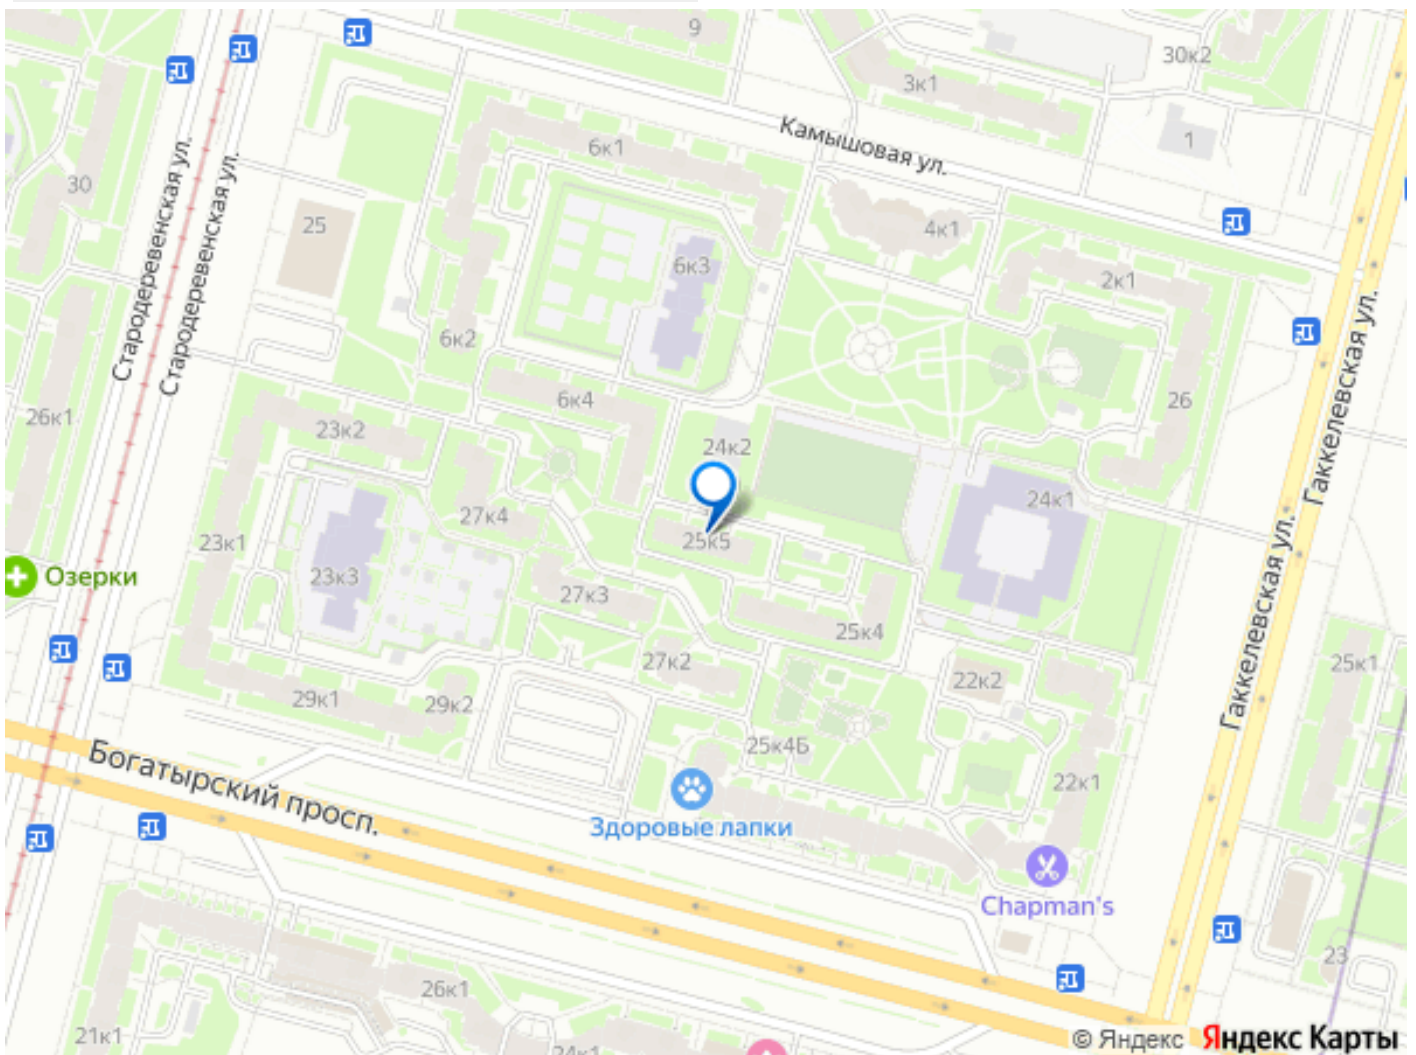 9
30к2
3к1
Камышовая ул.
1
6к1
30
25
4к1
Стародеревенская ул.
Стародеревенская ул.
6к3
2к1
6к2
Гаккелевская ул.
26к1
6к4
26
23к2
24к2
24к1
27к4
23к1
25к5
Озерки
23к3
27к3
25к4
Гаккелевская ул.
27к2
22к2
25к1
29к1
29к2
25к4Б
Богатырский просп.
22к1
Здоровые лапки
Chapman's
23
26к1
21к1
24к1
© Яндекс Яндекс Карты